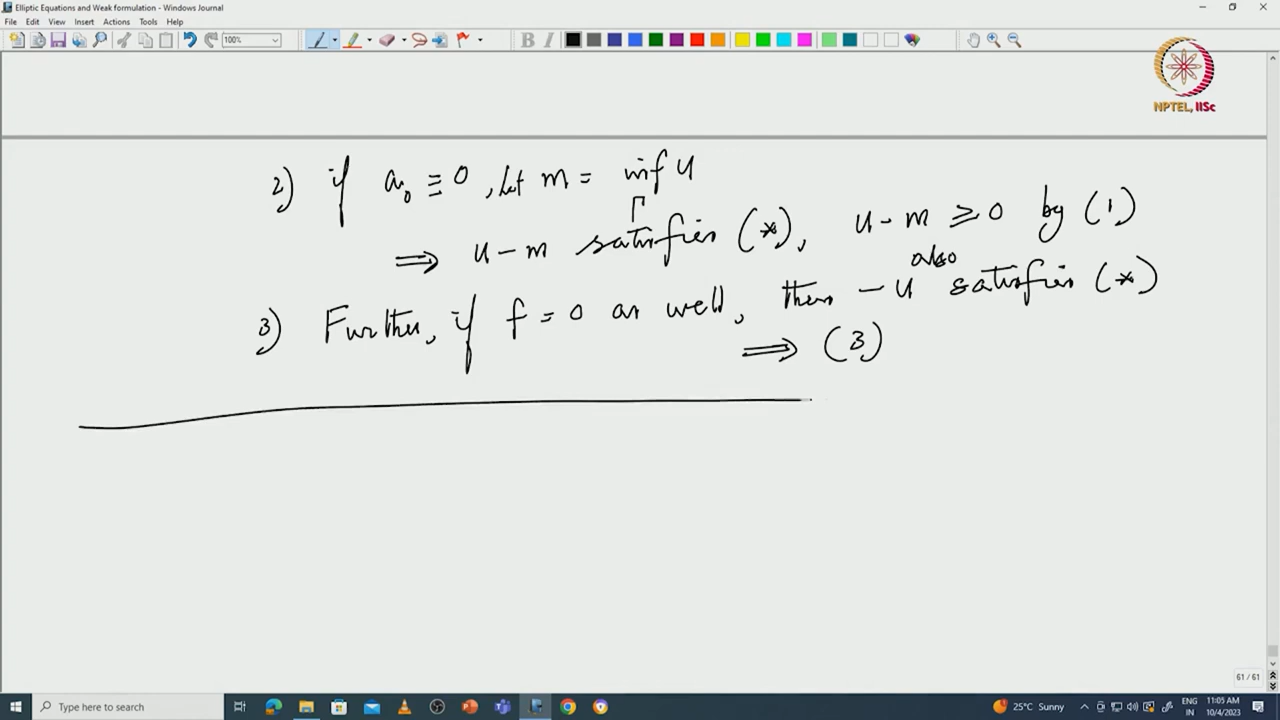 Elliptic Equations and Weak formulation - Windows Journal
File Edit View Insert Actions Tools Help
100%
NPTEL, IISc
2) if a₀ ≡ 0, let m = inf u
Γ
⟹ u - m satisfies (*), u - m ⩾ 0 by (1)
also
3) Further, if f = 0 as well, then - u satisfies (*)
⟹ (3)
61 / 61
Type here to search
25°C Sunny
ENG
IN
11:05 AM
10/4/2023